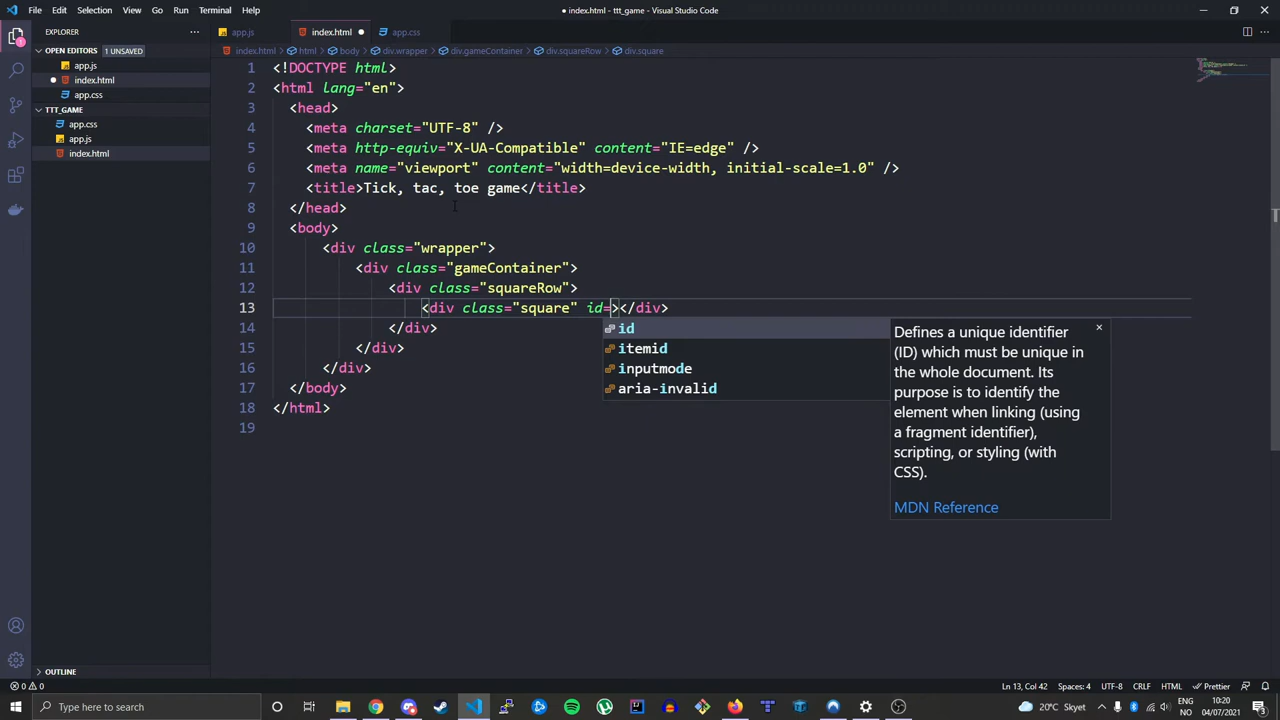 File Edit Selection View Go Run Terminal Help
● index.html - ttt_game - Visual Studio Code
EXPLORER ···
OPEN EDITORS 1 UNSAVED
app.js
● index.html
app.css
TTT_GAME
app.css
app.js
index.html
OUTLINE
app.js index.html ● app.css
index.html > html > body > div.wrapper > div.gameContainer > div.squareRow > div.square
1 <!DOCTYPE html>
2 <html lang="en">
3 <head>
4 <meta charset="UTF-8" />
5 <meta http-equiv="X-UA-Compatible" content="IE=edge" />
6 <meta name="viewport" content="width=device-width, initial-scale=1.0" />
7 <title>Tick, tac, toe game</title>
8 </head>
9 <body>
10 <div class="wrapper">
11 <div class="gameContainer">
12 <div class="squareRow">
13 <div class="square" id=></div>
14 </div>
15 </div>
16 </div>
17 </body>
18 </html>
19
id
itemid
inputmode
aria-invalid
Defines a unique identifier
(ID) which must be unique in
the whole document. Its
purpose is to identify the
element when linking (using
a fragment identifier),
scripting, or styling (with
CSS).
MDN Reference
0 0 Ln 13, Col 42 Spaces: 4 UTF-8 CRLF HTML Prettier
Type here to search 20°C Skyet ENG NO 10:20 04/07/2021